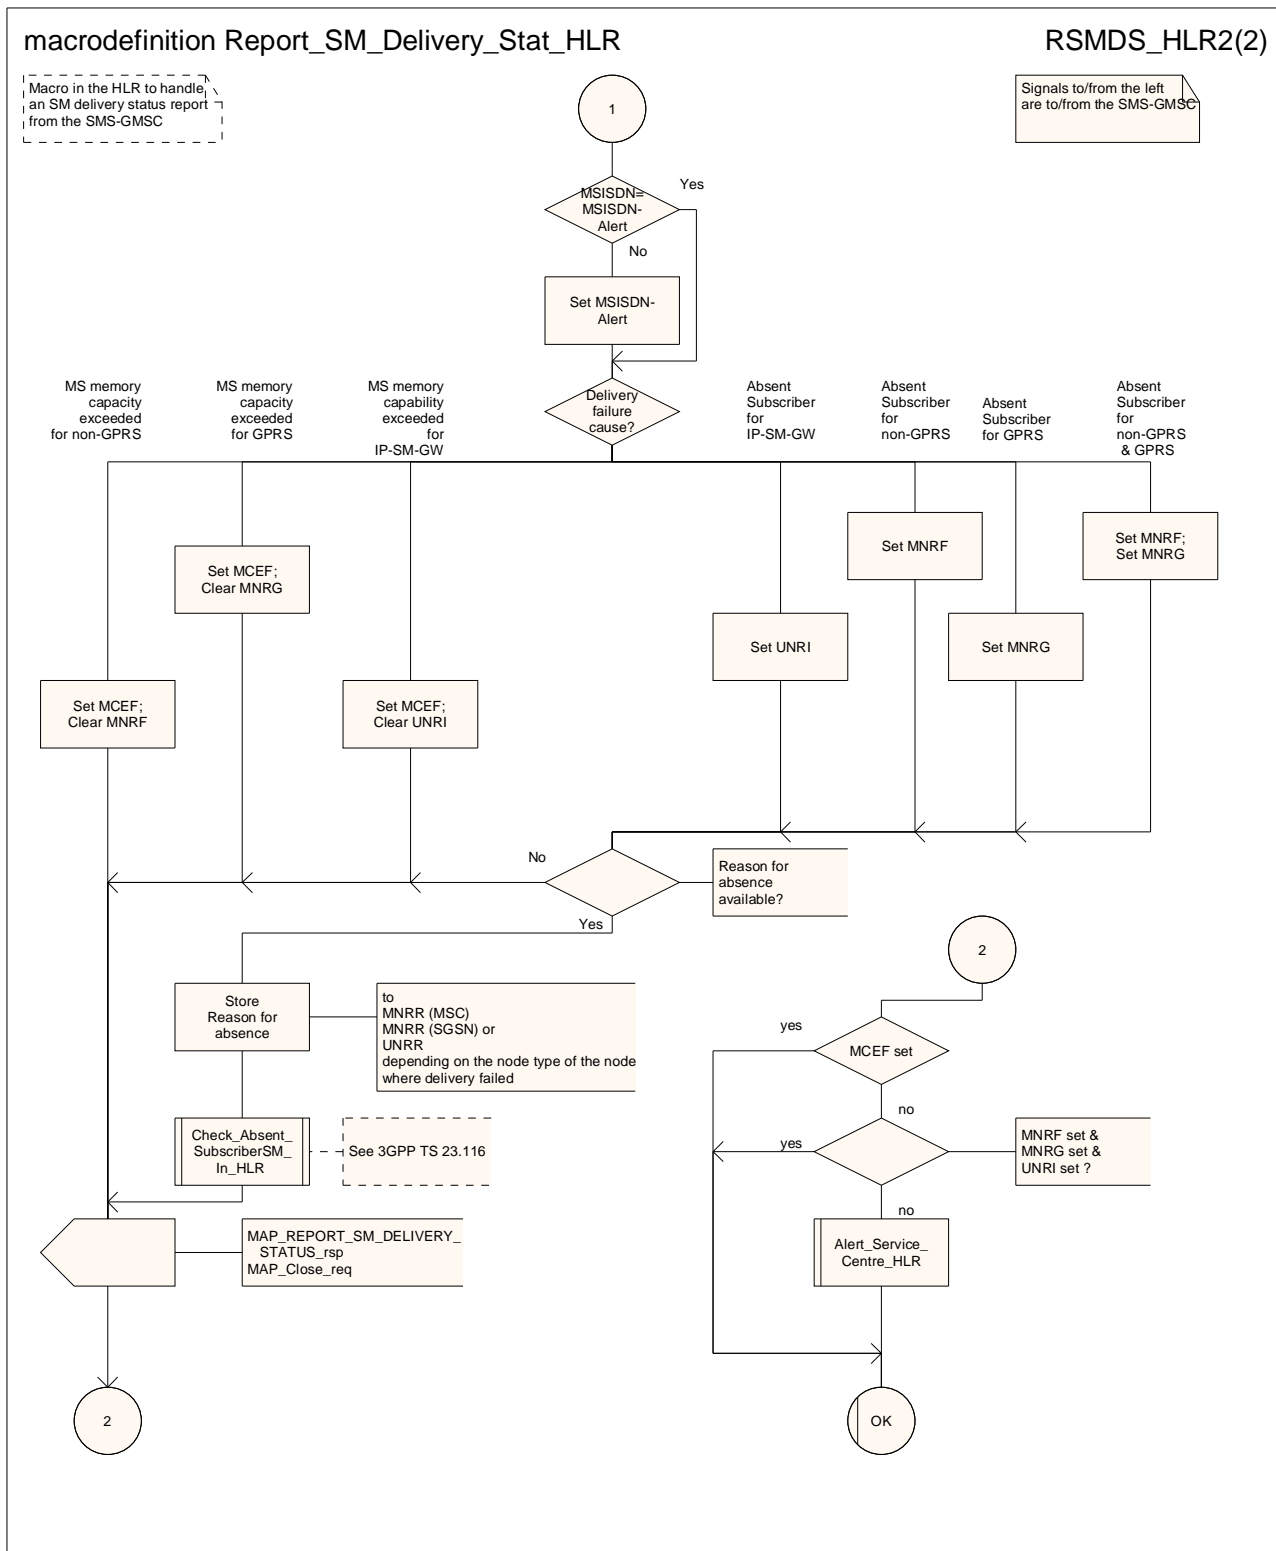 macrodefinition Report_SM_Delivery_Stat_HLR
RSMDS_HLR2(2)
Macro in the HLR to handle
an SM delivery status report
from the SMS-GMSC
Signals to/from the left
are to/from the SMS-GMSC
1
MSISDN=
MSISDN-
Alert
Yes
No
Set MSISDN-
Alert
Delivery
failure
cause?
MS memory
capacity
exceeded
for non-GPRS
MS memory
capacity
exceeded
for GPRS
MS memory
capability
exceeded
for
IP-SM-GW
Absent
Subscriber
for
IP-SM-GW
Absent
Subscriber
for
non-GPRS
Absent
Subscriber
for GPRS
Absent
Subscriber
for
non-GPRS
& GPRS
Set MCEF;
Clear MNRF
Set MCEF;
Clear MNRG
Set MCEF;
Clear UNRI
Set UNRI
Set MNRF
Set MNRG
Set MNRF;
Set MNRG
No
Reason for
absence
available?
Yes
Store
Reason for
absence
to
MNRR (MSC)
MNRR (SGSN) or
UNRR
depending on the node type of the node
where delivery failed
Check_Absent_
SubscriberSM_
In_HLR
See 3GPP TS 23.116
MAP_REPORT_SM_DELIVERY_
STATUS_rsp
MAP_Close_req
2
2
yes
MCEF set
no
yes
MNRF set &
MNRG set &
UNRI set ?
no
Alert_Service_
Centre_HLR
OK